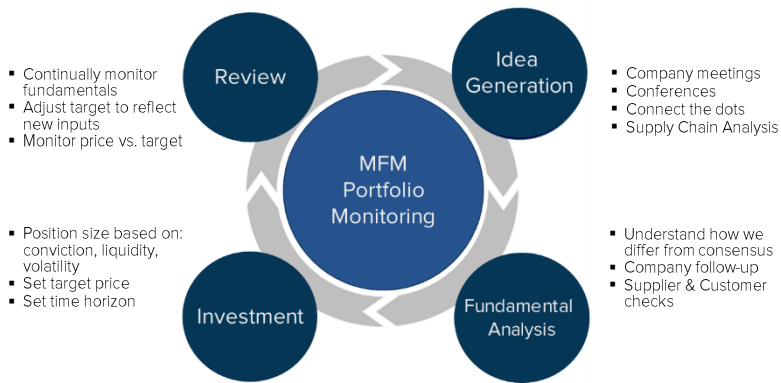 Review
▪ Continually monitor
fundamentals
▪ Adjust target to reflect
new inputs
▪ Monitor price vs. target
Idea
Generation
▪ Company meetings
▪ Conferences
▪ Connect the dots
▪ Supply Chain Analysis
MFM
Portfolio
Monitoring
▪ Position size based on:
conviction, liquidity,
volatility
▪ Set target price
▪ Set time horizon
Investment
Fundamental
Analysis
▪ Understand how we
differ from consensus
▪ Company follow-up
▪ Supplier & Customer
checks